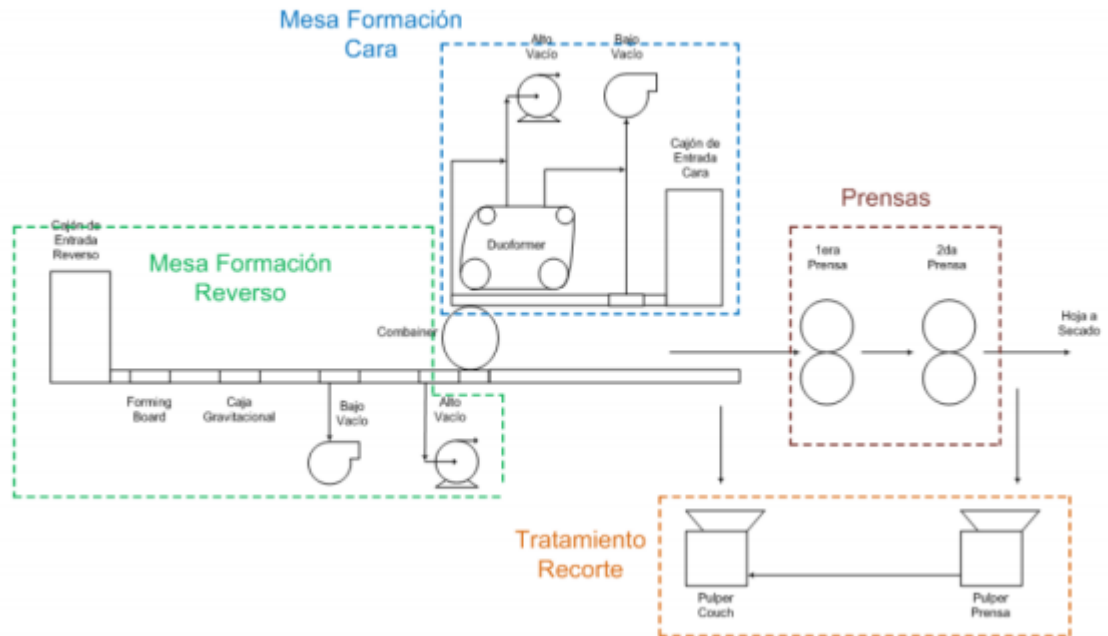 Mesa Formación
Cara
Alto
Vacío
Bajo
Vacío
Cajón de
Entrada
Cara
Duoformer
Prensas
1era
Prensa
2da
Prensa
Hoja a
Secado
Cajón de
Entrada
Reverso
Mesa Formación
Reverso
Combainer
Forming
Board
Caja
Gravitacional
Bajo
Vacío
Alto
Vacío
Tratamiento
Recorte
Pulper
Couch
Pulper
Prensa